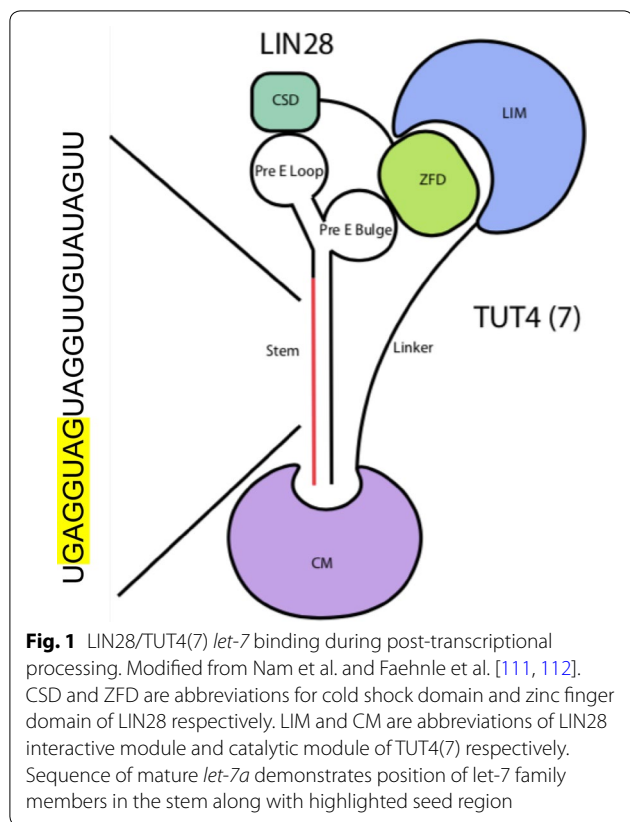 LIN28
CSD
LIM
Pre E Loop
ZFD
Pre E Bulge
UGAGGUAGUAGGUUGUAUAGUU
TUT4 (7)
Stem
Linker
CM
Fig. 1 LIN28/TUT4(7) let-7 binding during post-transcriptional
processing. Modified from Nam et al. and Faehnle et al. [111, 112].
CSD and ZFD are abbreviations for cold shock domain and zinc finger
domain of LIN28 respectively. LIM and CM are abbreviations of LIN28
interactive module and catalytic module of TUT4(7) respectively.
Sequence of mature let-7a demonstrates position of let-7 family
members in the stem along with highlighted seed region